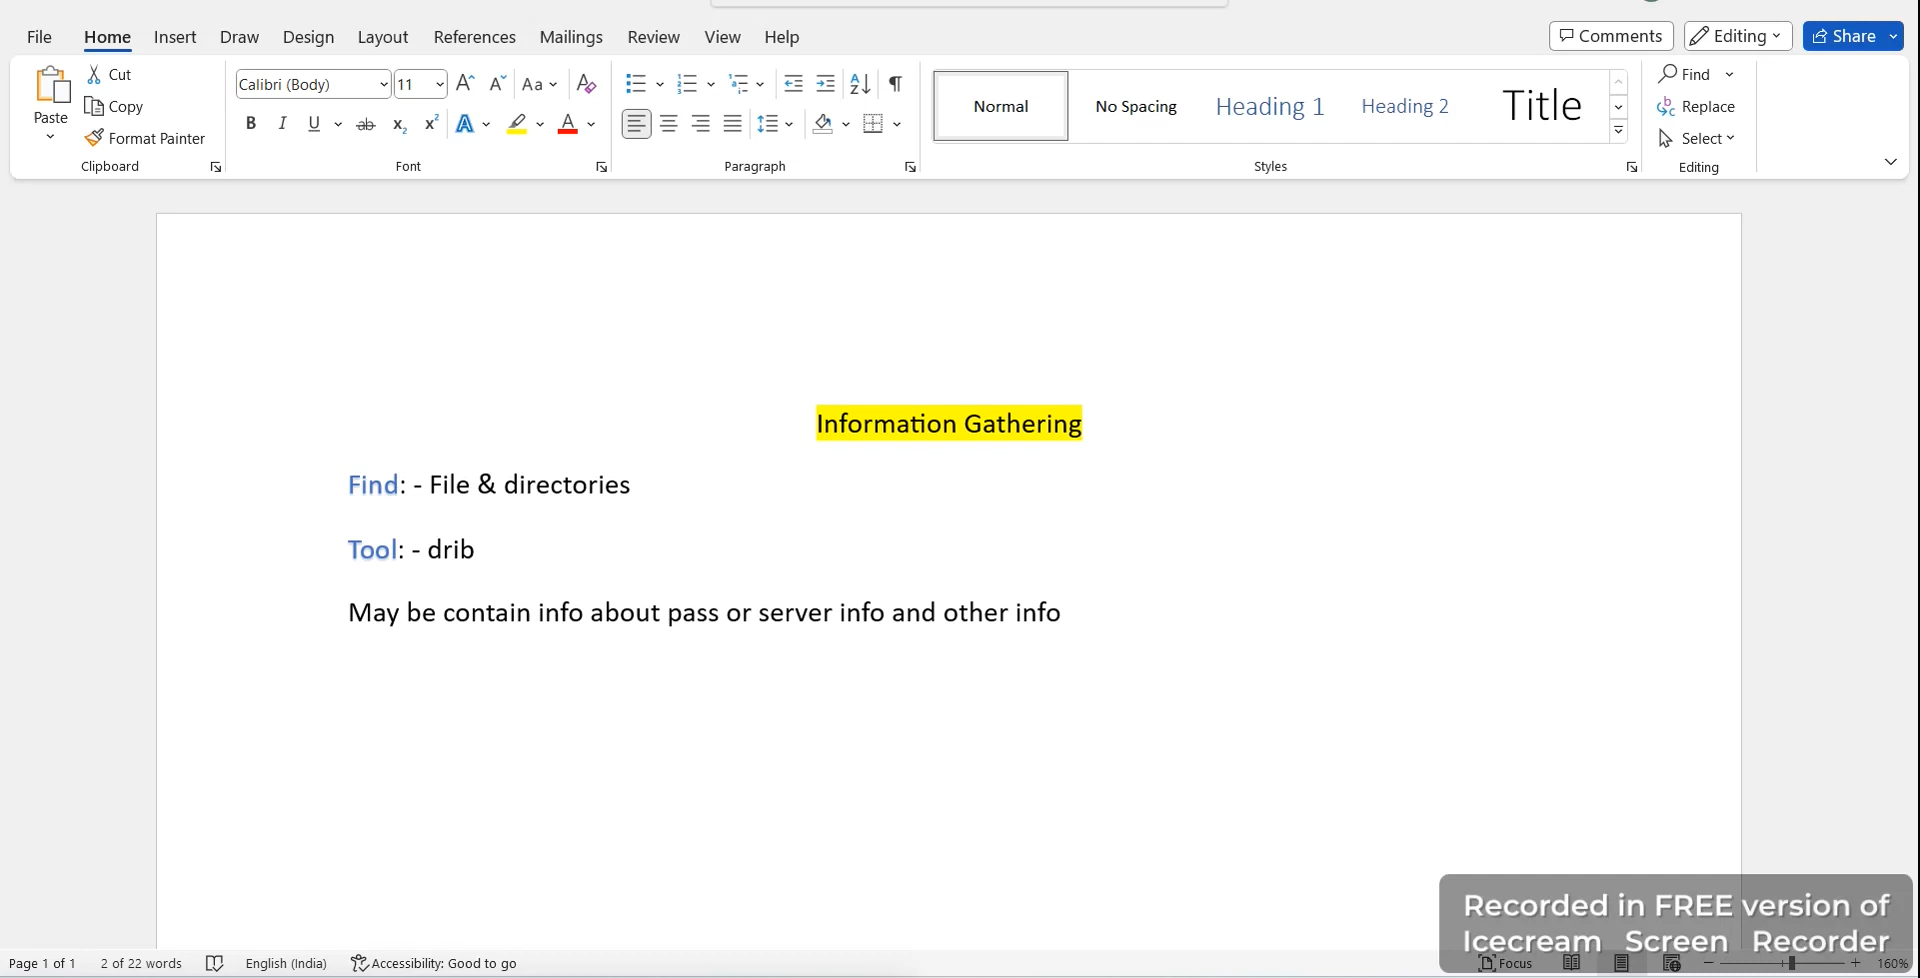 File Home Insert Draw Design Layout References Mailings Review View Help Comments Editing Share
Cut
Copy
Format Painter
Paste
Clipboard
Calibri (Body) 11 Aa
B I U ab x₂ x² A A
Font
Paragraph
Normal No Spacing Heading 1 Heading 2 Title
Styles
Find
Replace
Select
Editing
Information Gathering
Find: - File & directories
Tool: - drib
May be contain info about pass or server info and other info
Recorded in FREE version of
Icecream Screen Recorder
Page 1 of 1 2 of 22 words English (India) Accessibility: Good to go Focus 160%